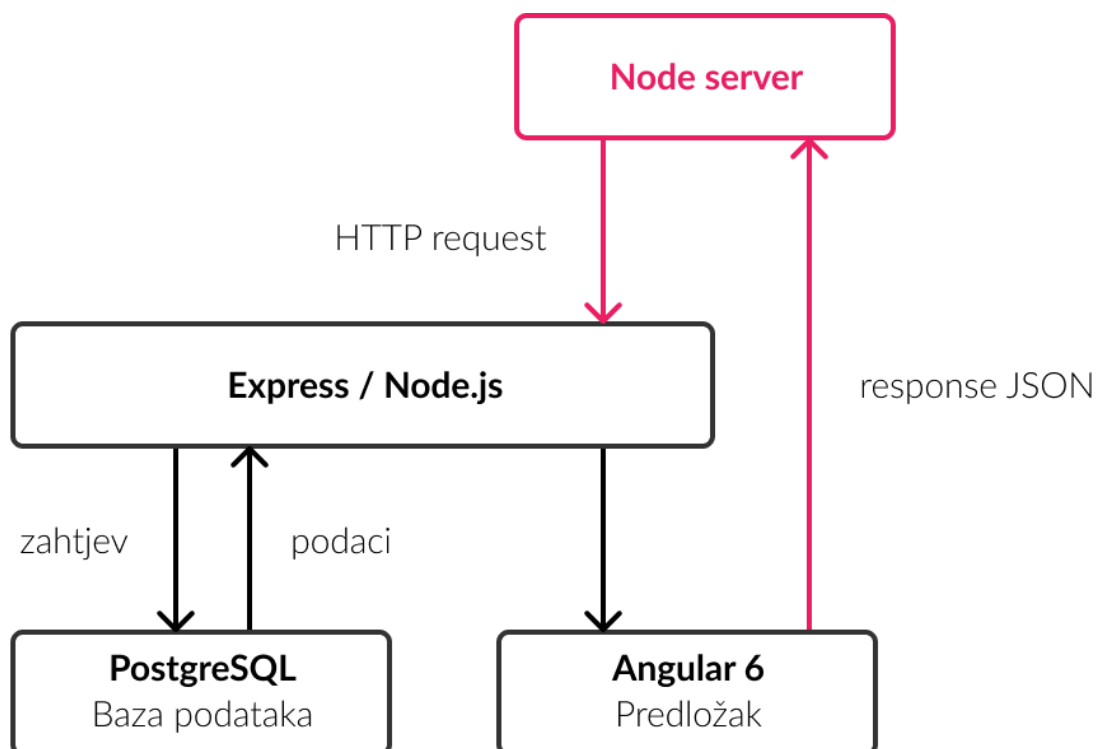 Node server
HTTP request
Express / Node.js
response JSON
zahtjev
podaci
PostgreSQL
Baza podataka
Angular 6
Predložak